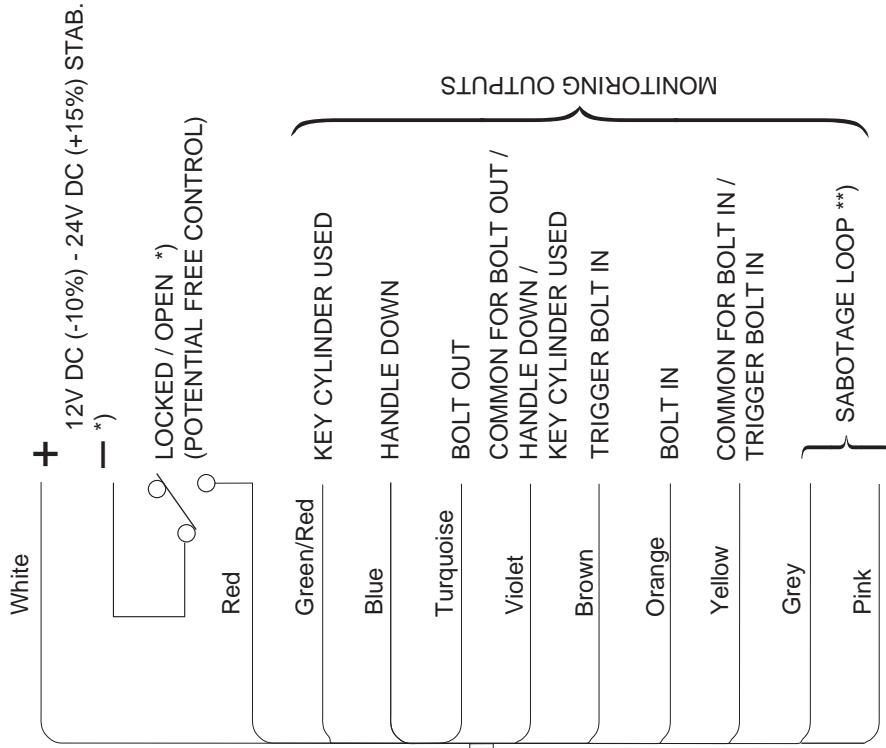 White
+
12V DC (-10%) - 24V DC (+15%) STAB.
– *)
LOCKED / OPEN *)
(POTENTIAL FREE CONTROL)
Red
Green/Red
KEY CYLINDER USED
Blue
HANDLE DOWN
Turquoise
BOLT OUT
Violet
COMMON FOR BOLT OUT /
HANDLE DOWN /
KEY CYLINDER USED
Brown
TRIGGER BOLT IN
Orange
BOLT IN
Yellow
COMMON FOR BOLT IN /
TRIGGER BOLT IN
Grey
Pink
SABOTAGE LOOP **)
MONITORING OUTPUTS